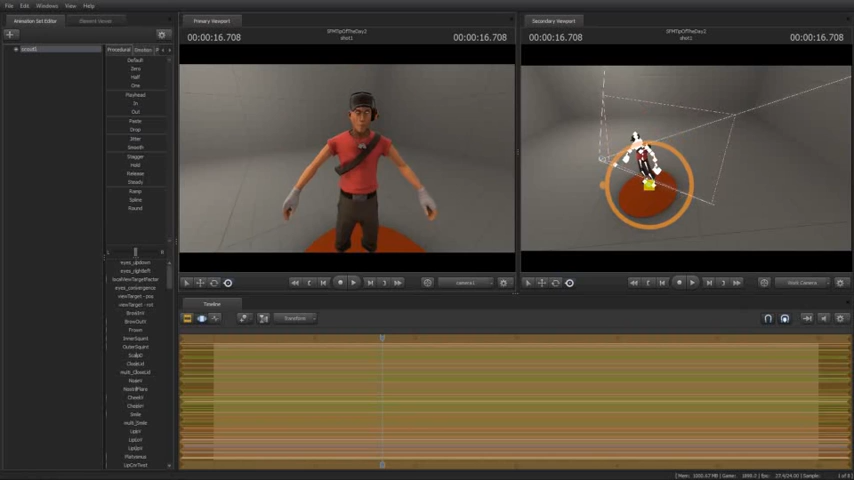 File Edit Windows View Help
Animation Set Editor
Element Viewer
Primary Viewport
Secondary Viewport
00:00:16.708
SFMTipOfTheDay2
shot1
00:00:16.708
00:00:16.708
SFMTipOfTheDay2
shot1
00:00:16.708
scout1
Procedural
Emotion
Default
Zero
Half
One
Playhead
In
Out
Paste
Drop
Jitter
Smooth
Stagger
Hold
Release
Steady
Ramp
Spline
Round
eyes_updown
eyes_rightleft
localViewTargetFactor
eyes_convergence
viewTarget - pos
viewTarget - rot
BrowInV
BrowOutV
Frown
InnerSquint
OuterSquint
ScalpD
CloseLid
multi_CloseLid
NostrilFlare
CheekV
CheekH
Smile
multi_Smile
LipsV
LipUpV
LipLoV
Platysmus
LipCnrTwst
camera1
Work Camera
Timeline
Transform